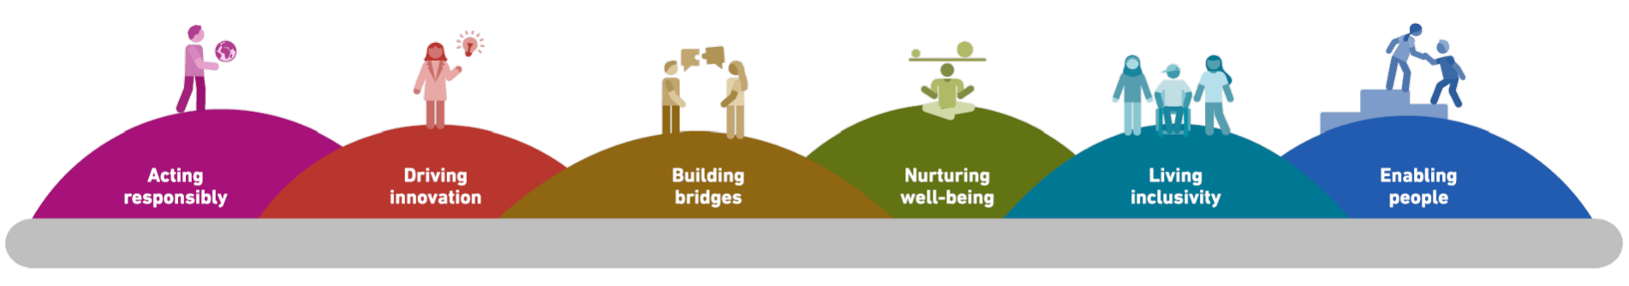 Acting
responsibly
Driving
innovation
Building
bridges
Nurturing
well-being
Living
inclusivity
Enabling
people